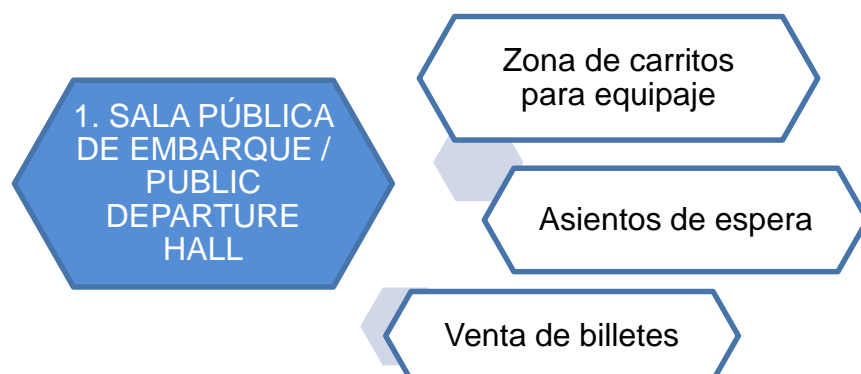 1. SALA PÚBLICA
DE EMBARQUE /
PUBLIC
DEPARTURE
HALL
Zona de carritos
para equipaje
Asientos de espera
Venta de billetes